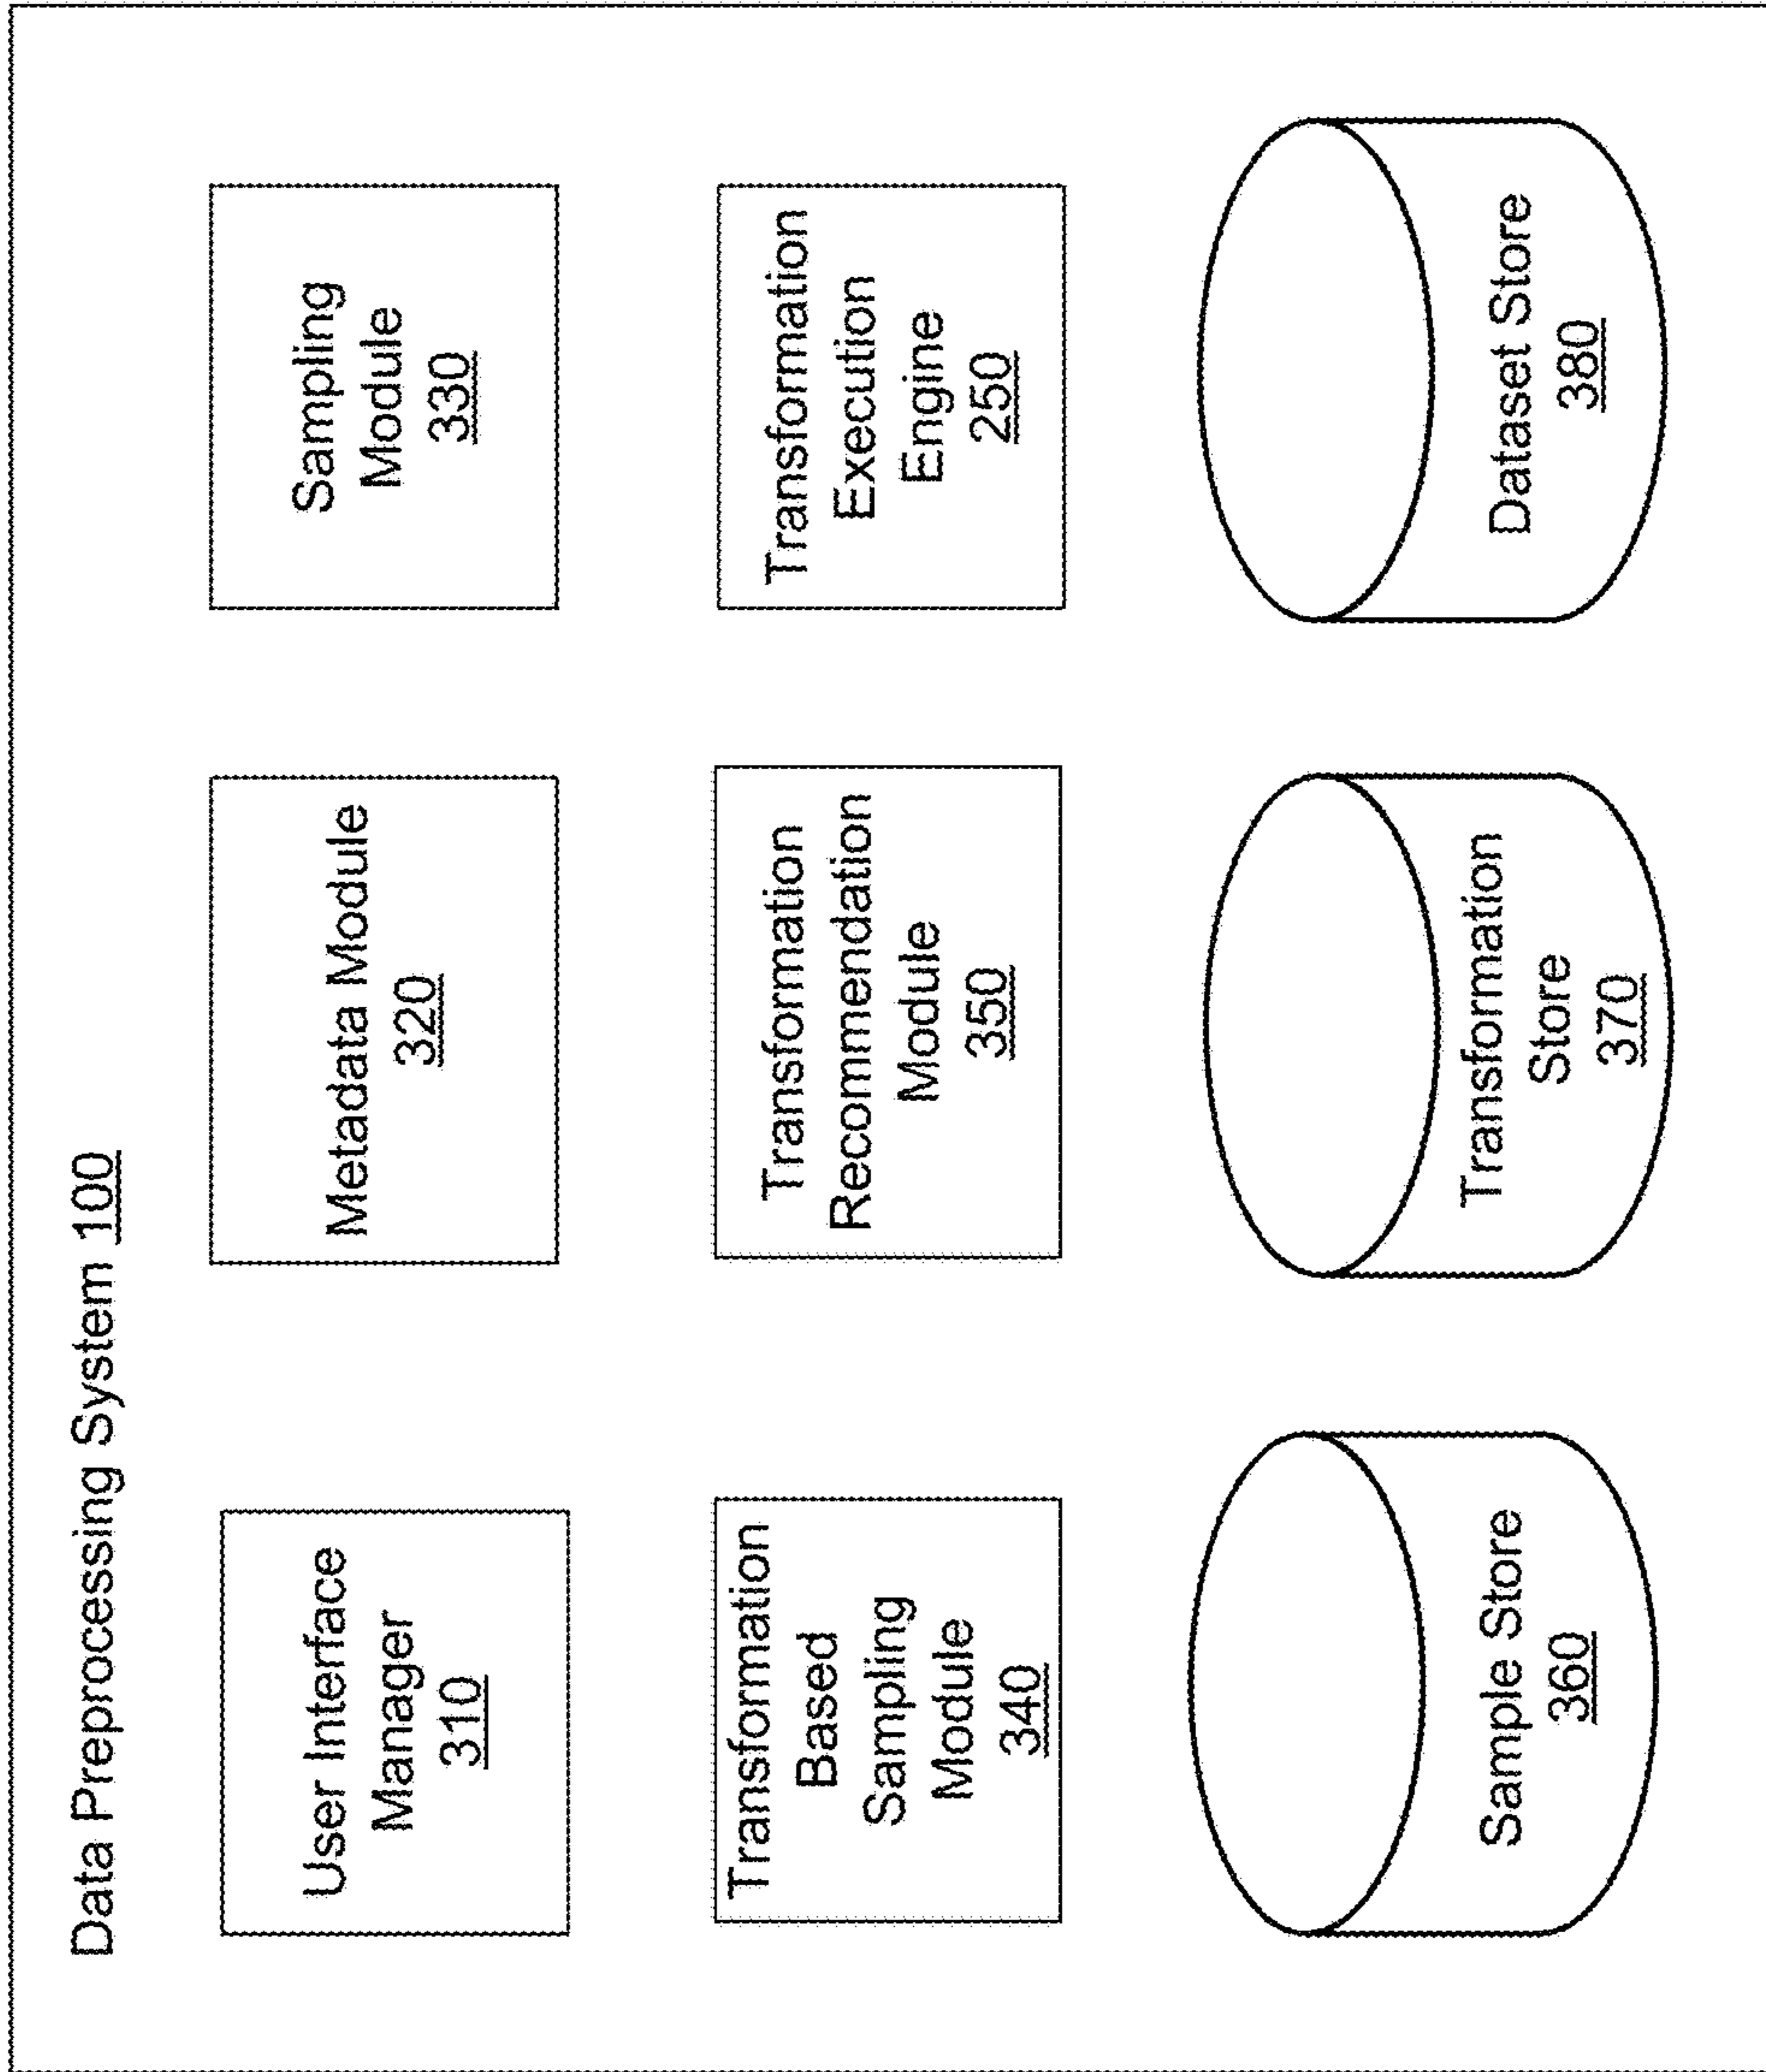 Data Preprocessing System 100
User Interface
Manager
310
Metadata Module
320
Sampling
Module
330
Transformation
Based
Sampling
Module
340
Transformation
Recommendation
Module
350
Transformation
Execution
Engine
250
Sample Store
360
Transformation
Store
370
Dataset Store
380